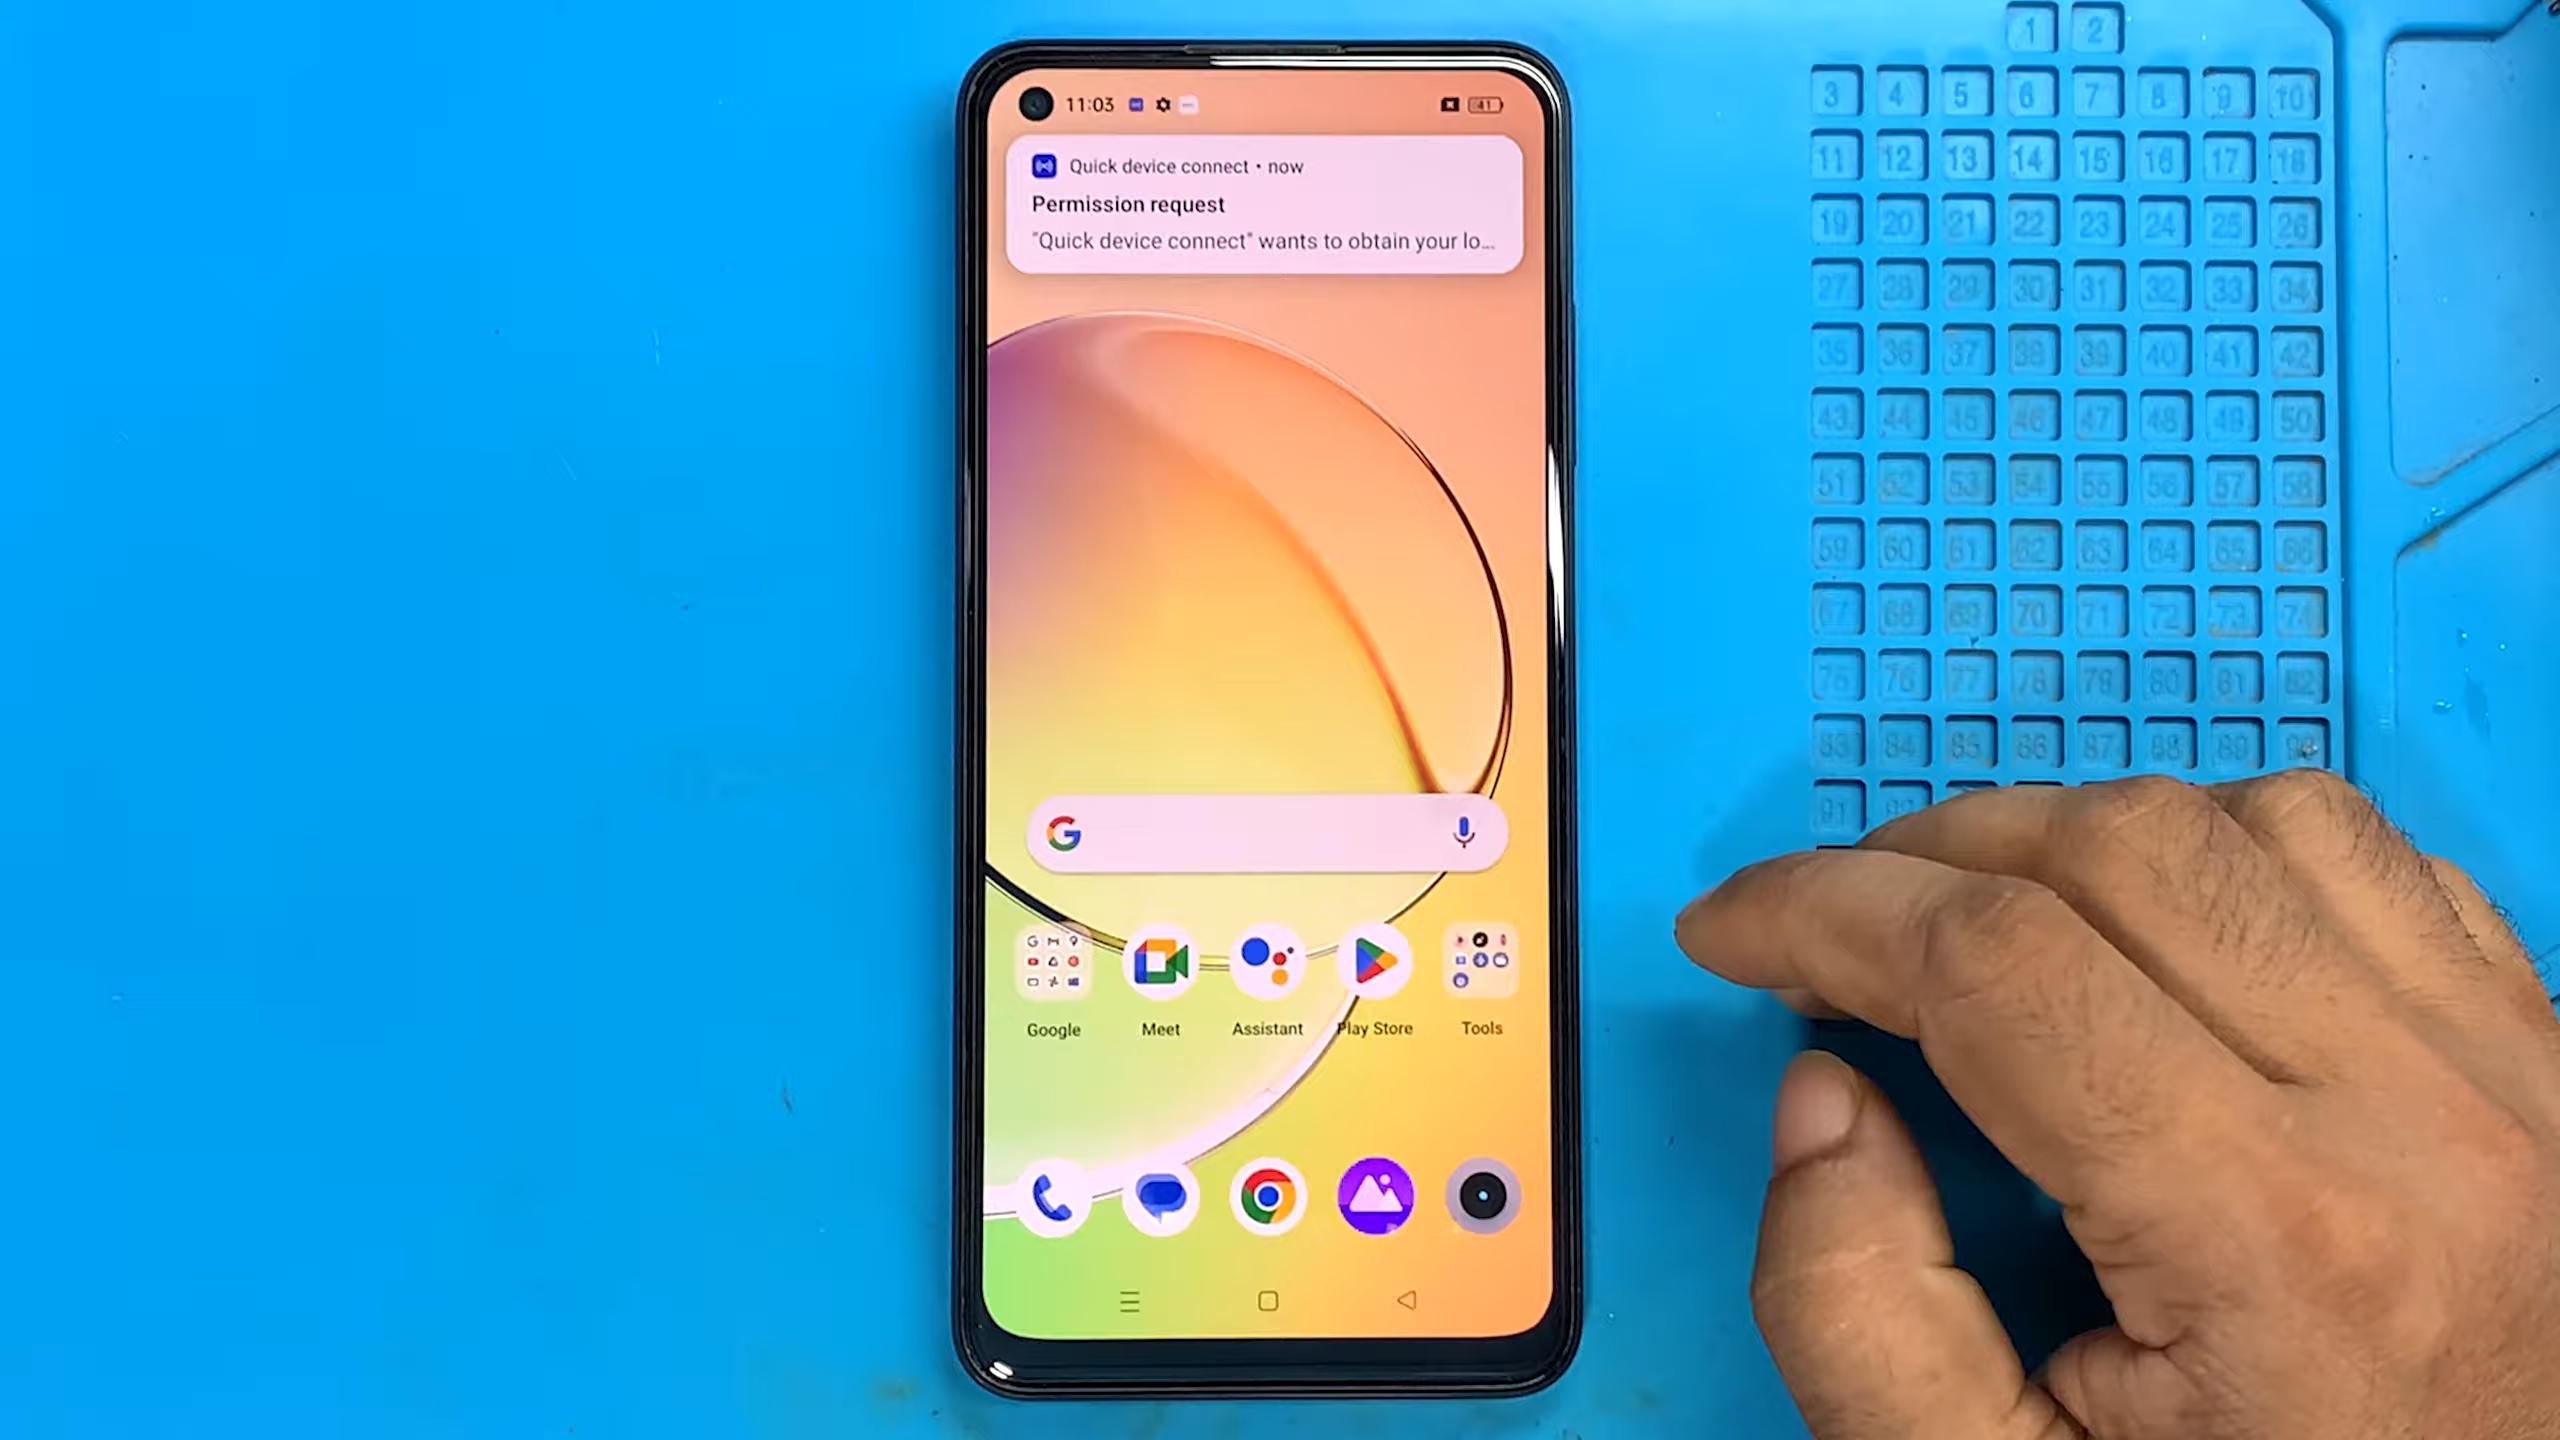 11:03
41
Quick device connect • now
Permission request
"Quick device connect" wants to obtain your lo...
Google
Meet
Assistant
Play Store
Tools
1 2
3 4 5 6 7 8 9 10
11 12 13 14 15 16 17 18
19 20 21 22 23 24 25 26
27 28 29 30 31 32 33 34
35 36 37 38 39 40 41 42
43 44 45 46 47 48 49 50
51 52 53 54 55 56 57 58
59 60 61 62 63 64 65 66
67 68 69 70 71 72 73 74
75 76 77 78 79 80 81 82
83 84 85 86 87 88 89 90
91 92